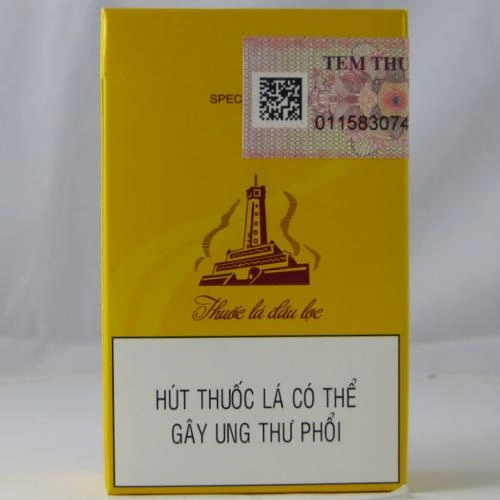 TEM THU
SPEC
011583074
Thuốc lá đầu lọc
HÚT THUỐC LÁ CÓ THỂ
GÂY UNG THƯ PHỔI